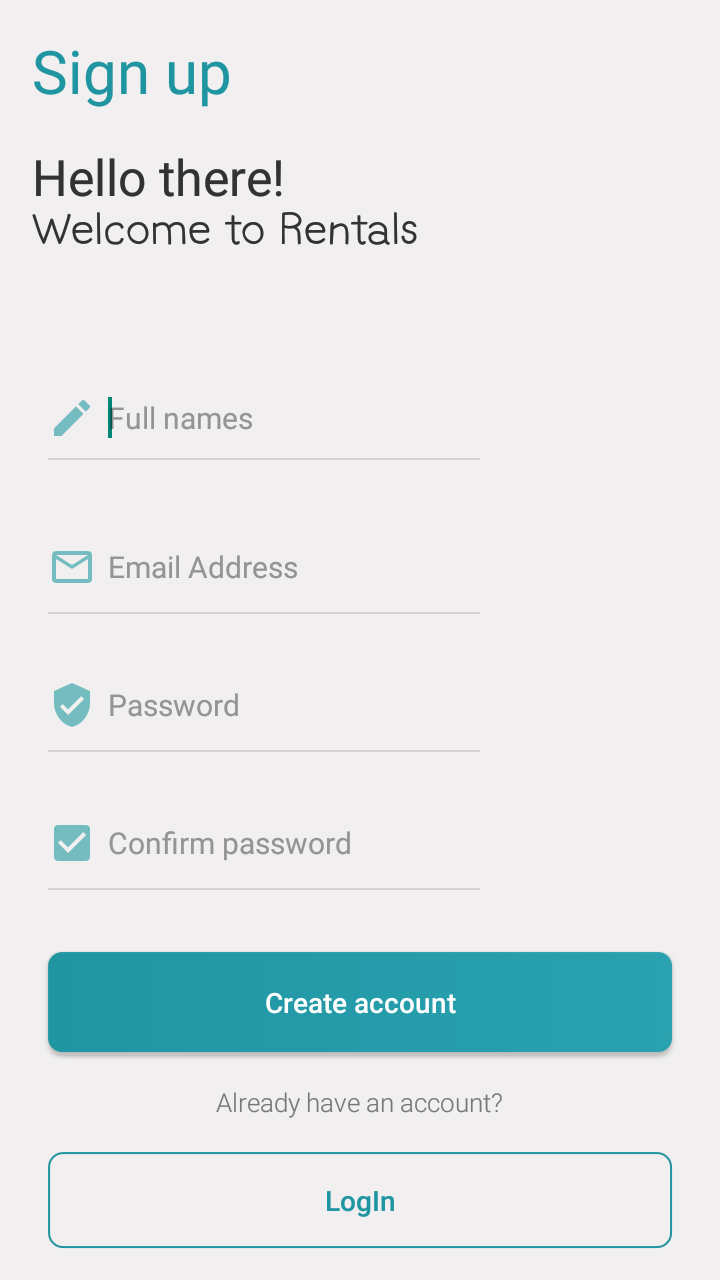 Sign up
Hello there!
Welcome to Rentals
Full names
Email Address
Password
Confirm password
Create account
Already have an account?
LogIn